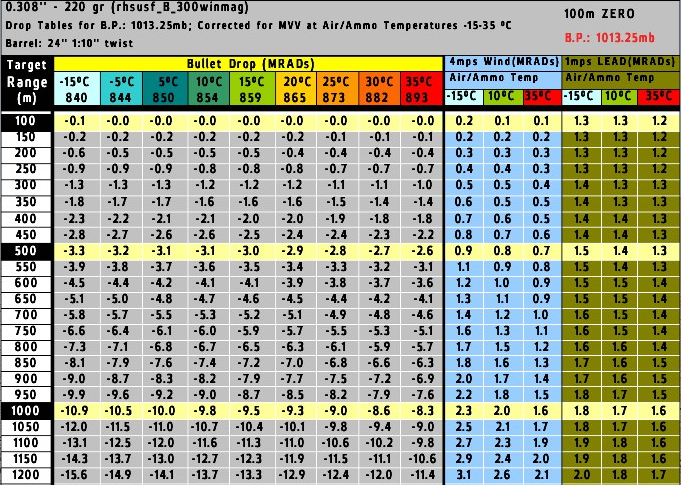 0.308" - 220 gr (rhsusf_B_300winmag)
Drop Tables for B.P.: 1013.25mb; Corrected for MVV at Air/Ammo Temperatures -15-35 ºC
Barrel: 24" 1:10" twist
100m ZERO
B.P.: 1013.25mb
Target Range (m) Bullet Drop (MRADs) 4mps Wind(MRADs) 1mps LEAD(MRADs)
-15ºC -5ºC 5ºC 10ºC 15ºC 20ºC 25ºC 30ºC 35ºC Air/Ammo Temp Air/Ammo Temp
840 844 850 854 859 865 873 882 893 -15ºC 10ºC 35ºC -15ºC 10ºC 35ºC
100 -0.1 -0.0 -0.0 -0.0 -0.0 -0.0 -0.0 -0.0 -0.0 0.2 0.1 0.1 1.3 1.3 1.2
150 -0.2 -0.2 -0.2 -0.2 -0.2 -0.2 -0.1 -0.1 -0.1 0.2 0.2 0.2 1.3 1.3 1.2
200 -0.6 -0.5 -0.5 -0.5 -0.5 -0.4 -0.4 -0.4 -0.4 0.3 0.3 0.3 1.3 1.3 1.2
250 -0.9 -0.9 -0.9 -0.8 -0.8 -0.8 -0.7 -0.7 -0.7 0.4 0.4 0.3 1.3 1.3 1.2
300 -1.3 -1.3 -1.3 -1.2 -1.2 -1.2 -1.1 -1.1 -1.0 0.5 0.5 0.4 1.4 1.3 1.3
350 -1.8 -1.7 -1.7 -1.6 -1.6 -1.6 -1.5 -1.4 -1.4 0.6 0.5 0.5 1.4 1.3 1.3
400 -2.3 -2.2 -2.1 -2.1 -2.0 -2.0 -1.9 -1.8 -1.8 0.7 0.6 0.5 1.4 1.4 1.3
450 -2.8 -2.7 -2.6 -2.6 -2.5 -2.4 -2.4 -2.3 -2.2 0.8 0.7 0.6 1.4 1.4 1.3
500 -3.3 -3.2 -3.1 -3.1 -3.0 -2.9 -2.8 -2.7 -2.6 0.9 0.8 0.7 1.5 1.4 1.3
550 -3.9 -3.8 -3.7 -3.6 -3.5 -3.4 -3.3 -3.2 -3.1 1.1 0.9 0.8 1.5 1.4 1.3
600 -4.5 -4.4 -4.2 -4.1 -4.1 -3.9 -3.8 -3.7 -3.6 1.2 1.0 0.9 1.5 1.4 1.3
650 -5.1 -5.0 -4.8 -4.7 -4.6 -4.5 -4.4 -4.2 -4.1 1.3 1.1 0.9 1.5 1.5 1.4
700 -5.8 -5.7 -5.5 -5.3 -5.2 -5.1 -4.9 -4.8 -4.6 1.4 1.2 1.0 1.6 1.5 1.4
750 -6.6 -6.4 -6.1 -6.0 -5.9 -5.7 -5.5 -5.3 -5.1 1.6 1.3 1.1 1.6 1.5 1.4
800 -7.3 -7.1 -6.8 -6.7 -6.5 -6.3 -6.1 -5.9 -5.7 1.7 1.5 1.2 1.6 1.6 1.4
850 -8.1 -7.9 -7.6 -7.4 -7.2 -7.0 -6.8 -6.6 -6.3 1.8 1.6 1.3 1.7 1.6 1.5
900 -9.0 -8.7 -8.3 -8.2 -7.9 -7.7 -7.5 -7.2 -6.9 2.0 1.7 1.4 1.7 1.6 1.5
950 -9.9 -9.6 -9.2 -9.0 -8.7 -8.5 -8.2 -7.9 -7.6 2.2 1.8 1.5 1.8 1.7 1.5
1000 -10.9 -10.5 -10.0 -9.8 -9.5 -9.3 -9.0 -8.6 -8.3 2.3 2.0 1.6 1.8 1.7 1.6
1050 -12.0 -11.5 -11.0 -10.7 -10.4 -10.1 -9.8 -9.4 -9.0 2.5 2.1 1.7 1.8 1.7 1.6
1100 -13.1 -12.5 -12.0 -11.6 -11.3 -11.0 -10.6 -10.2 -9.8 2.7 2.3 1.9 1.9 1.8 1.6
1150 -14.3 -13.7 -13.0 -12.7 -12.3 -11.9 -11.5 -11.1 -10.6 2.9 2.4 2.0 1.9 1.8 1.6
1200 -15.6 -14.9 -14.1 -13.7 -13.3 -12.9 -12.4 -12.0 -11.4 3.1 2.6 2.1 2.0 1.8 1.7